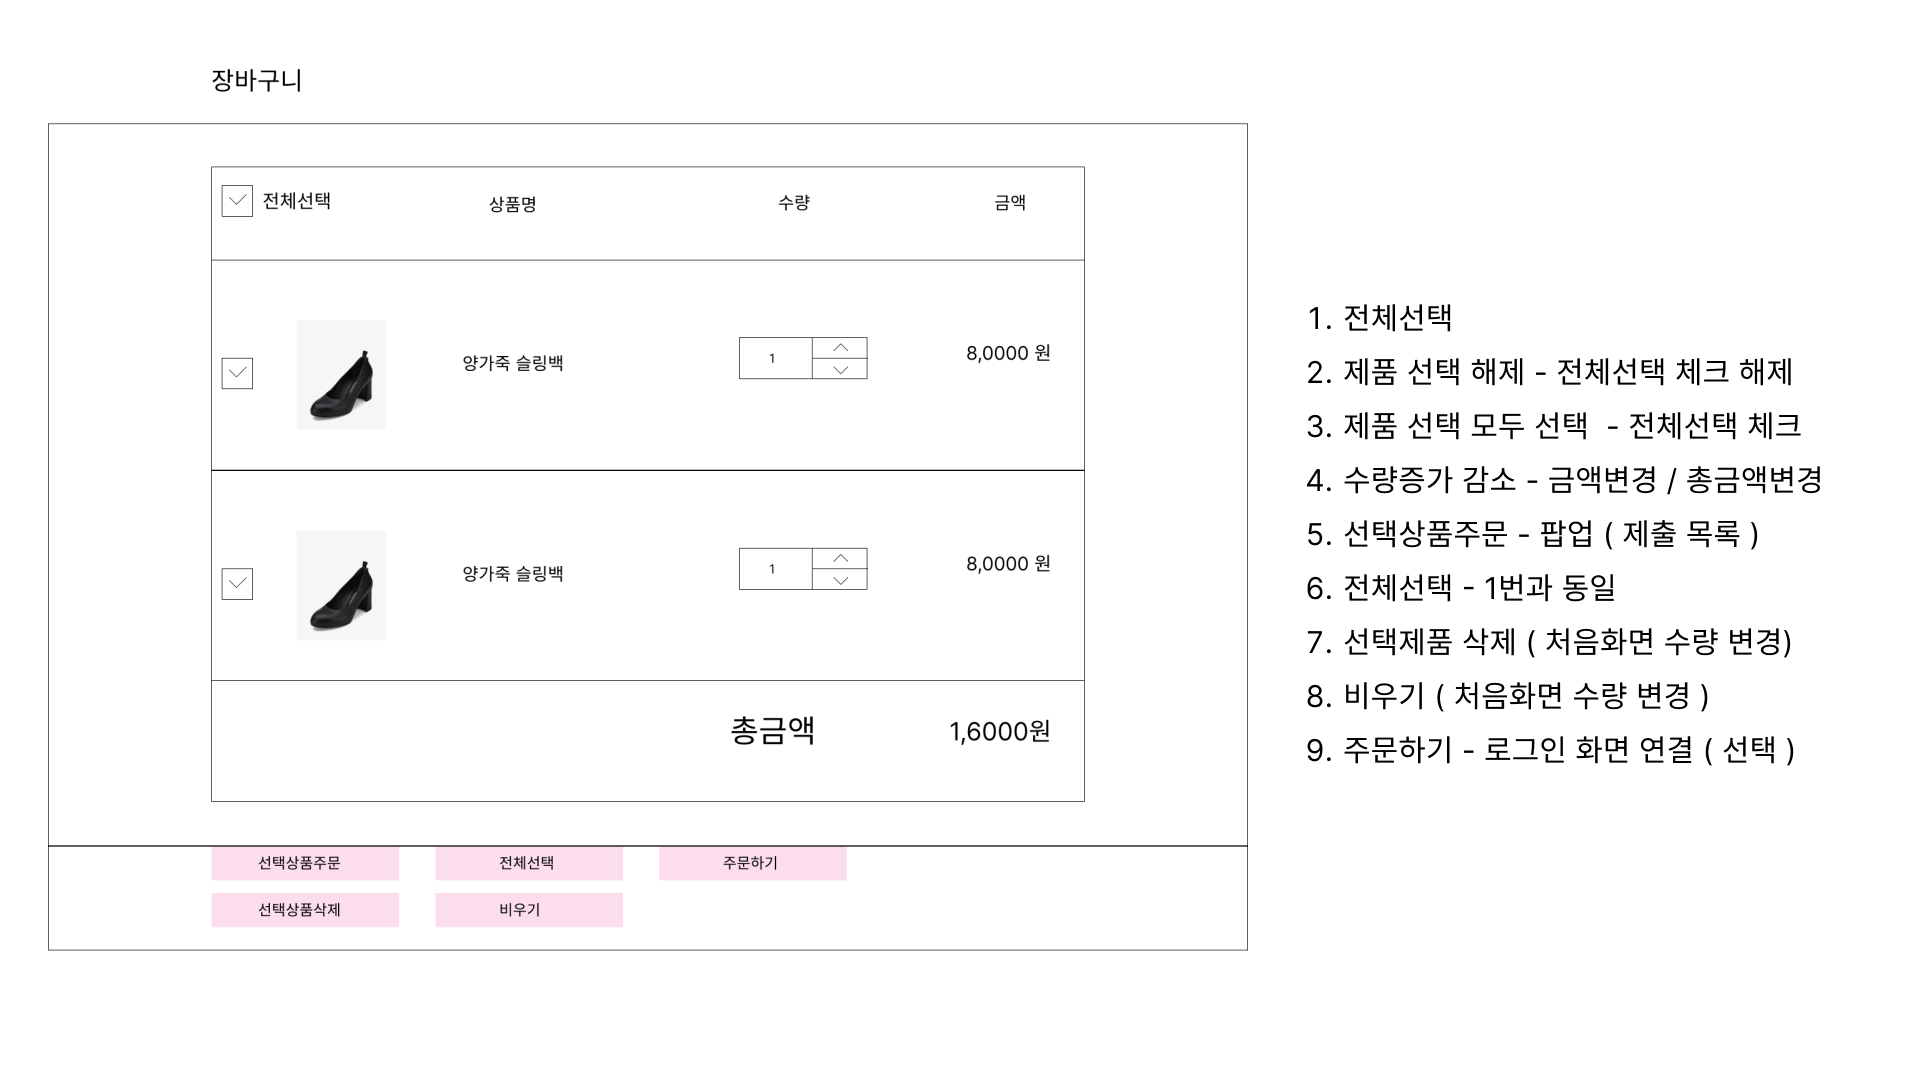 장바구니
전체선택 상품명 수량 금액
양가죽 슬링백 1 8,0000 원
양가죽 슬링백 1 8,0000 원
총금액 1,6000원
선택상품주문 전체선택 주문하기
선택상품삭제 비우기
1. 전체선택
2. 제품 선택 해제 - 전체선택 체크 해제
3. 제품 선택 모두 선택  - 전체선택 체크
4. 수량증가 감소 - 금액변경 / 총금액변경
5. 선택상품주문 - 팝업 ( 제출 목록 )
6. 전체선택 - 1번과 동일
7. 선택제품 삭제 ( 처음화면 수량 변경)
8. 비우기 ( 처음화면 수량 변경 )
9. 주문하기 - 로그인 화면 연결 ( 선택 )